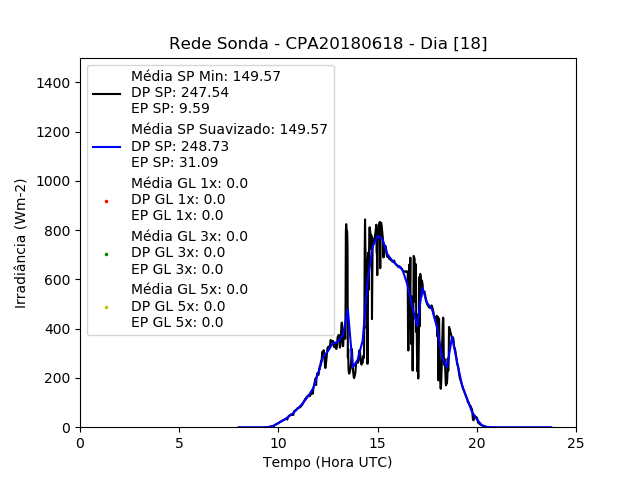 Rede Sonda - CPA20180618 - Dia [18]
Irradiância (Wm-2)
1400
1200
1000
800
600
400
200
0
Média SP Min: 149.57
DP SP: 247.54
EP SP: 9.59
Média SP Suavizado: 149.57
DP SP: 248.73
EP SP: 31.09
Média GL 1x: 0.0
DP GL 1x: 0.0
EP GL 1x: 0.0
Média GL 3x: 0.0
DP GL 3x: 0.0
EP GL 3x: 0.0
Média GL 5x: 0.0
DP GL 5x: 0.0
EP GL 5x: 0.0
0 5 10 15 20 25
Tempo (Hora UTC)